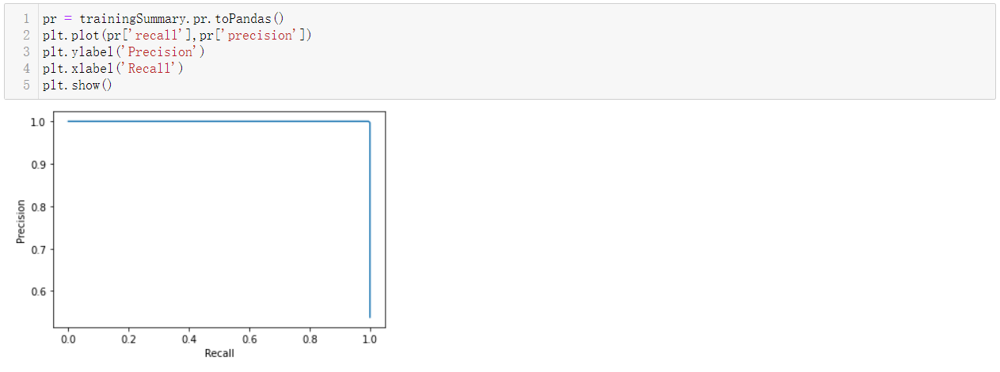 1 pr = trainingSummary.pr.toPandas()
2 plt.plot(pr['recall'],pr['precision'])
3 plt.ylabel('Precision')
4 plt.xlabel('Recall')
5 plt.show()
1.0
0.9
0.8
0.7
0.6
Precision
0.0 0.2 0.4 0.6 0.8 1.0
Recall